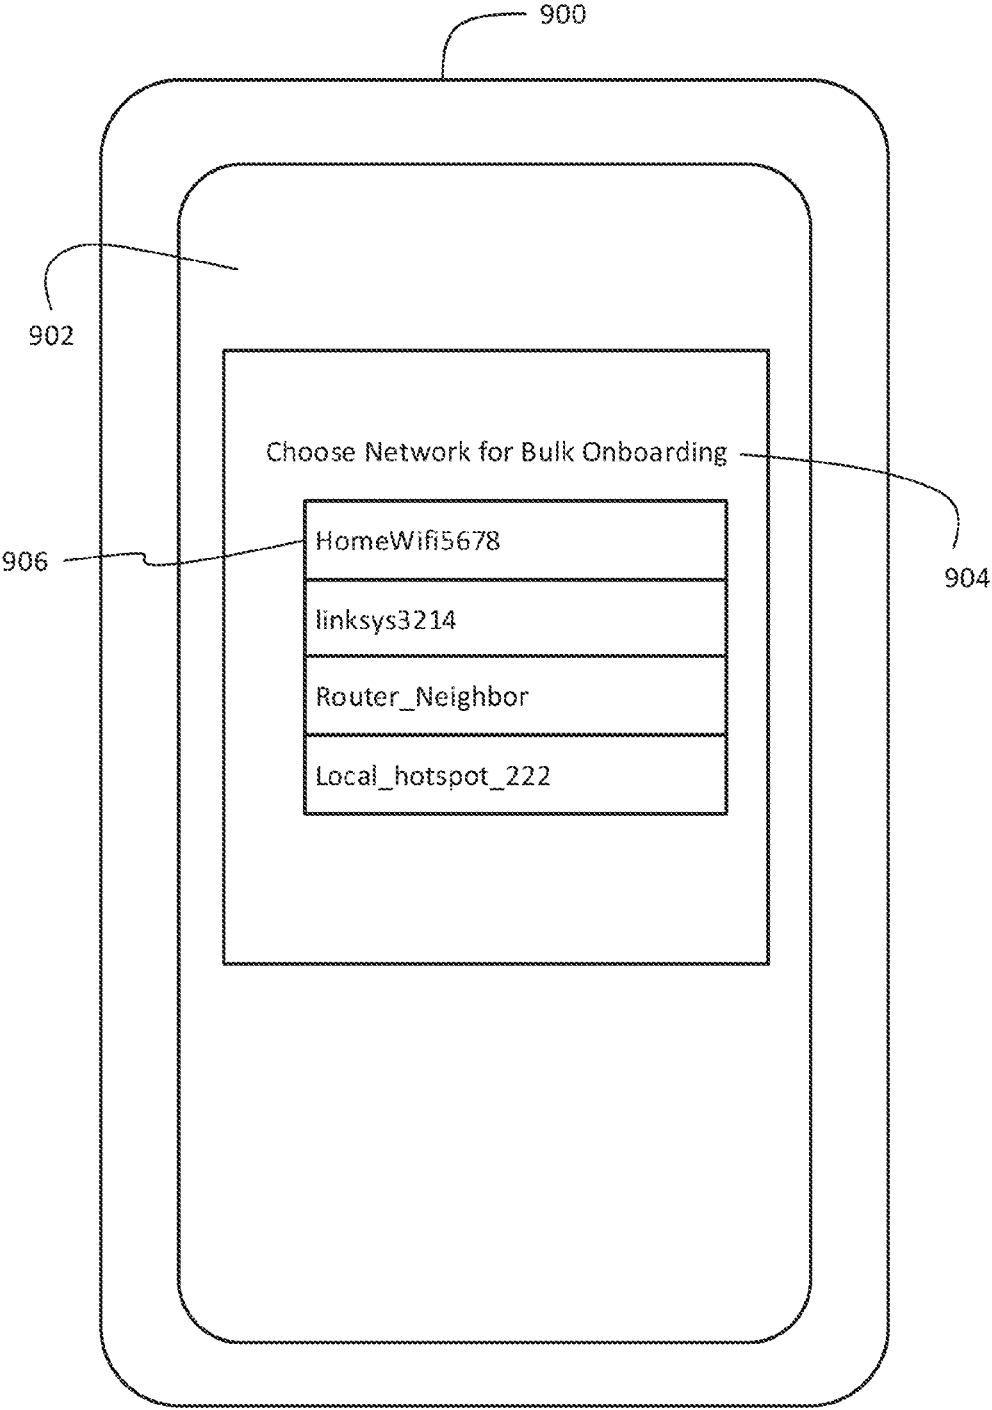 900
902
Choose Network for Bulk Onboarding
HomeWifi5678
906
904
linksys3214
Router_Neighbor
Local_hotspot_222